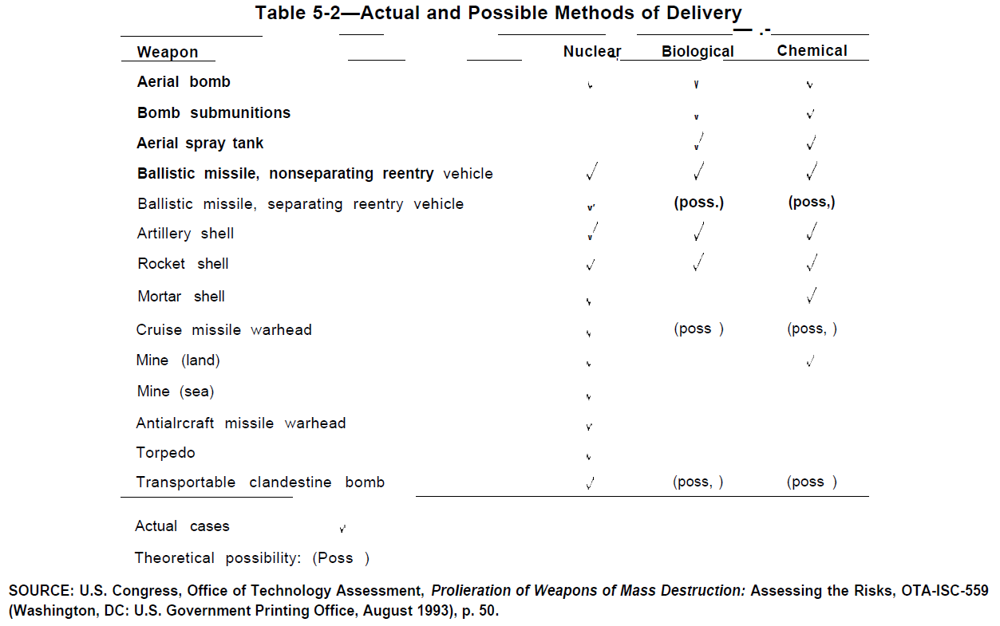 Table 5-2—Actual and Possible Methods of Delivery
Weapon Nuclear Biological Chemical
Aerial bomb ✓ ✓ ✓
Bomb submunitions ✓ ✓
Aerial spray tank ✓ ✓
Ballistic missile, nonseparating reentry vehicle ✓ ✓ ✓
Ballistic missile, separating reentry vehicle ✓ (poss.) (poss,)
Artillery shell ✓ ✓ ✓
Rocket shell ✓ ✓ ✓
Mortar shell ✓ ✓
Cruise missile warhead ✓ (poss ) (poss, )
Mine (land) ✓ ✓
Mine (sea) ✓
Antialrcraft missile warhead ✓
Torpedo ✓
Transportable clandestine bomb ✓ (poss, ) (poss )
Actual cases ✓
Theoretical possibility: (Poss )
SOURCE: U.S. Congress, Office of Technology Assessment, Prolieration of Weapons of Mass Destruction: Assessing the Risks, OTA-ISC-559
(Washington, DC: U.S. Government Printing Office, August 1993), p. 50.